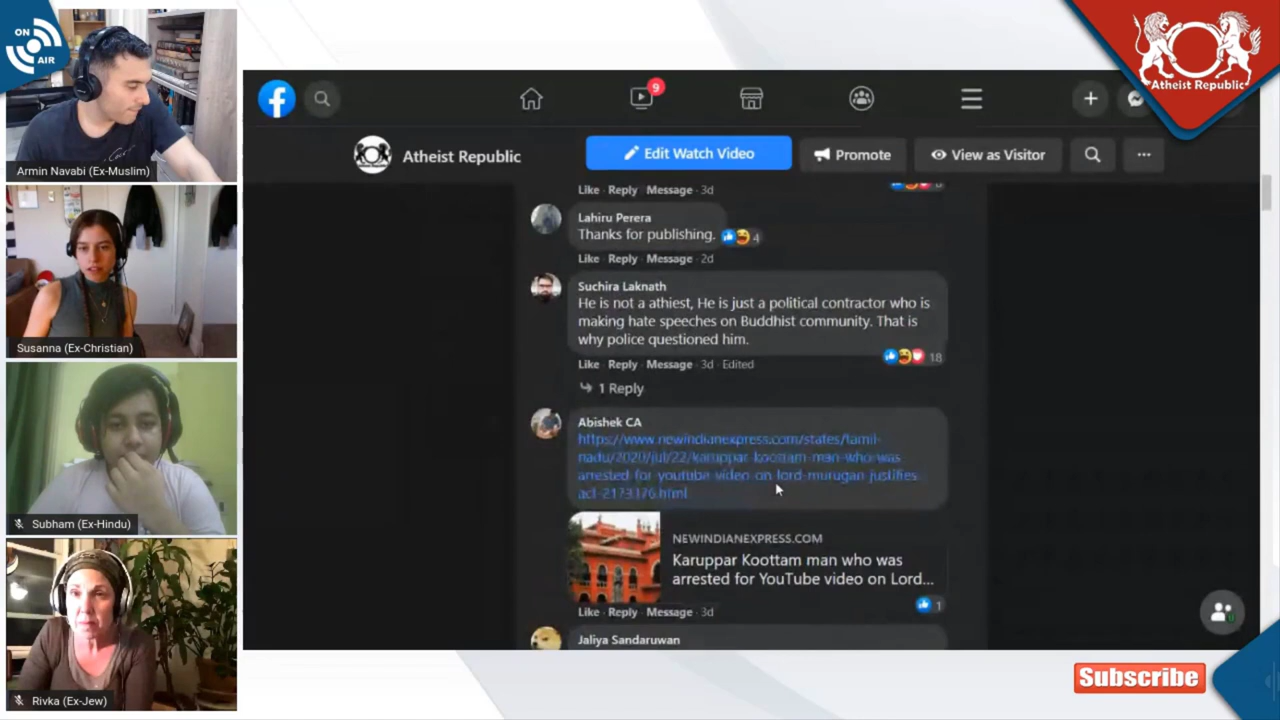 ON
AIR
Armin Navabi (Ex-Muslim)
Susanna (Ex-Christian)
Subham (Ex-Hindu)
Rivka (Ex-Jew)
9
Atheist Republic
Edit Watch Video
Promote
View as Visitor
Like · Reply · Message · 3d
Lahiru Perera
Thanks for publishing.
4
Like · Reply · Message · 2d
Suchira Laknath
He is not a athiest, He is just a political contractor who is
making hate speeches on Buddhist community. That is
why police questioned him.
18
Like · Reply · Message · 3d · Edited
1 Reply
Abishek CA
https://www.newindianexpress.com/states/tamil-
nadu/2020/jul/22/karuppar-koottam-man-who-was-
arrested-for-youtube-video-on-lord-murugan-justifies-
act-2173176.html
NEWINDIANEXPRESS.COM
Karuppar Koottam man who was
arrested for YouTube video on Lord...
1
Like · Reply · Message · 3d
Jaliya Sandaruwan
Atheist Republic
Subscribe